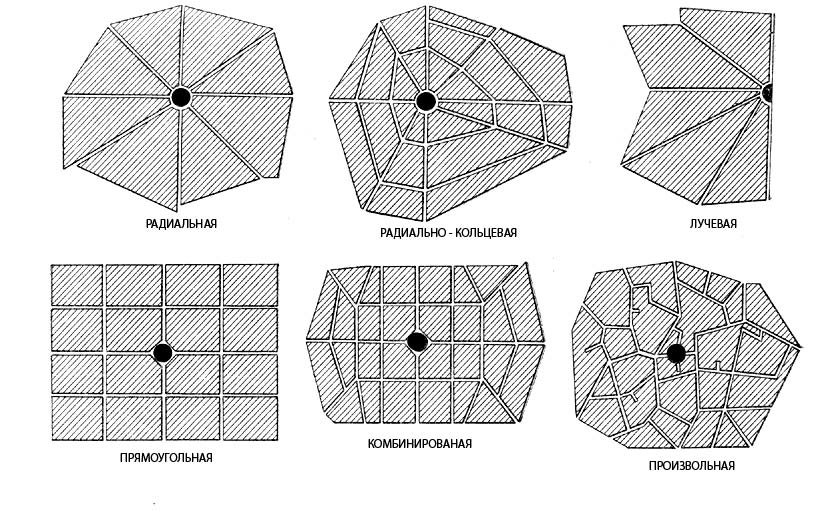 РАДИАЛЬНАЯ
РАДИАЛЬНО - КОЛЬЦЕВАЯ
ЛУЧЕВАЯ
ПРЯМОУГОЛЬНАЯ
КОМБИНИРОВАНАЯ
ПРОИЗВОЛЬНАЯ